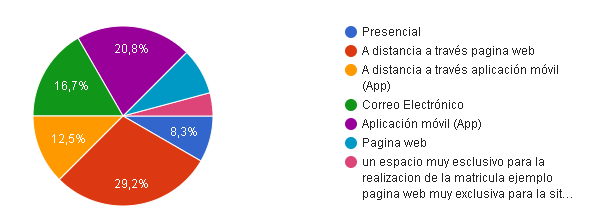 20,8%
16,7%
12,5%
8,3%
29,2%
Presencial
A distancia a través pagina web
A distancia a través aplicación móvil
(App)
Correo Electrónico
Aplicación móvil (App)
Pagina web
un espacio muy esclusivo para la
realizacion de la matricula ejemplo
pagina web muy exclusiva para la sit…